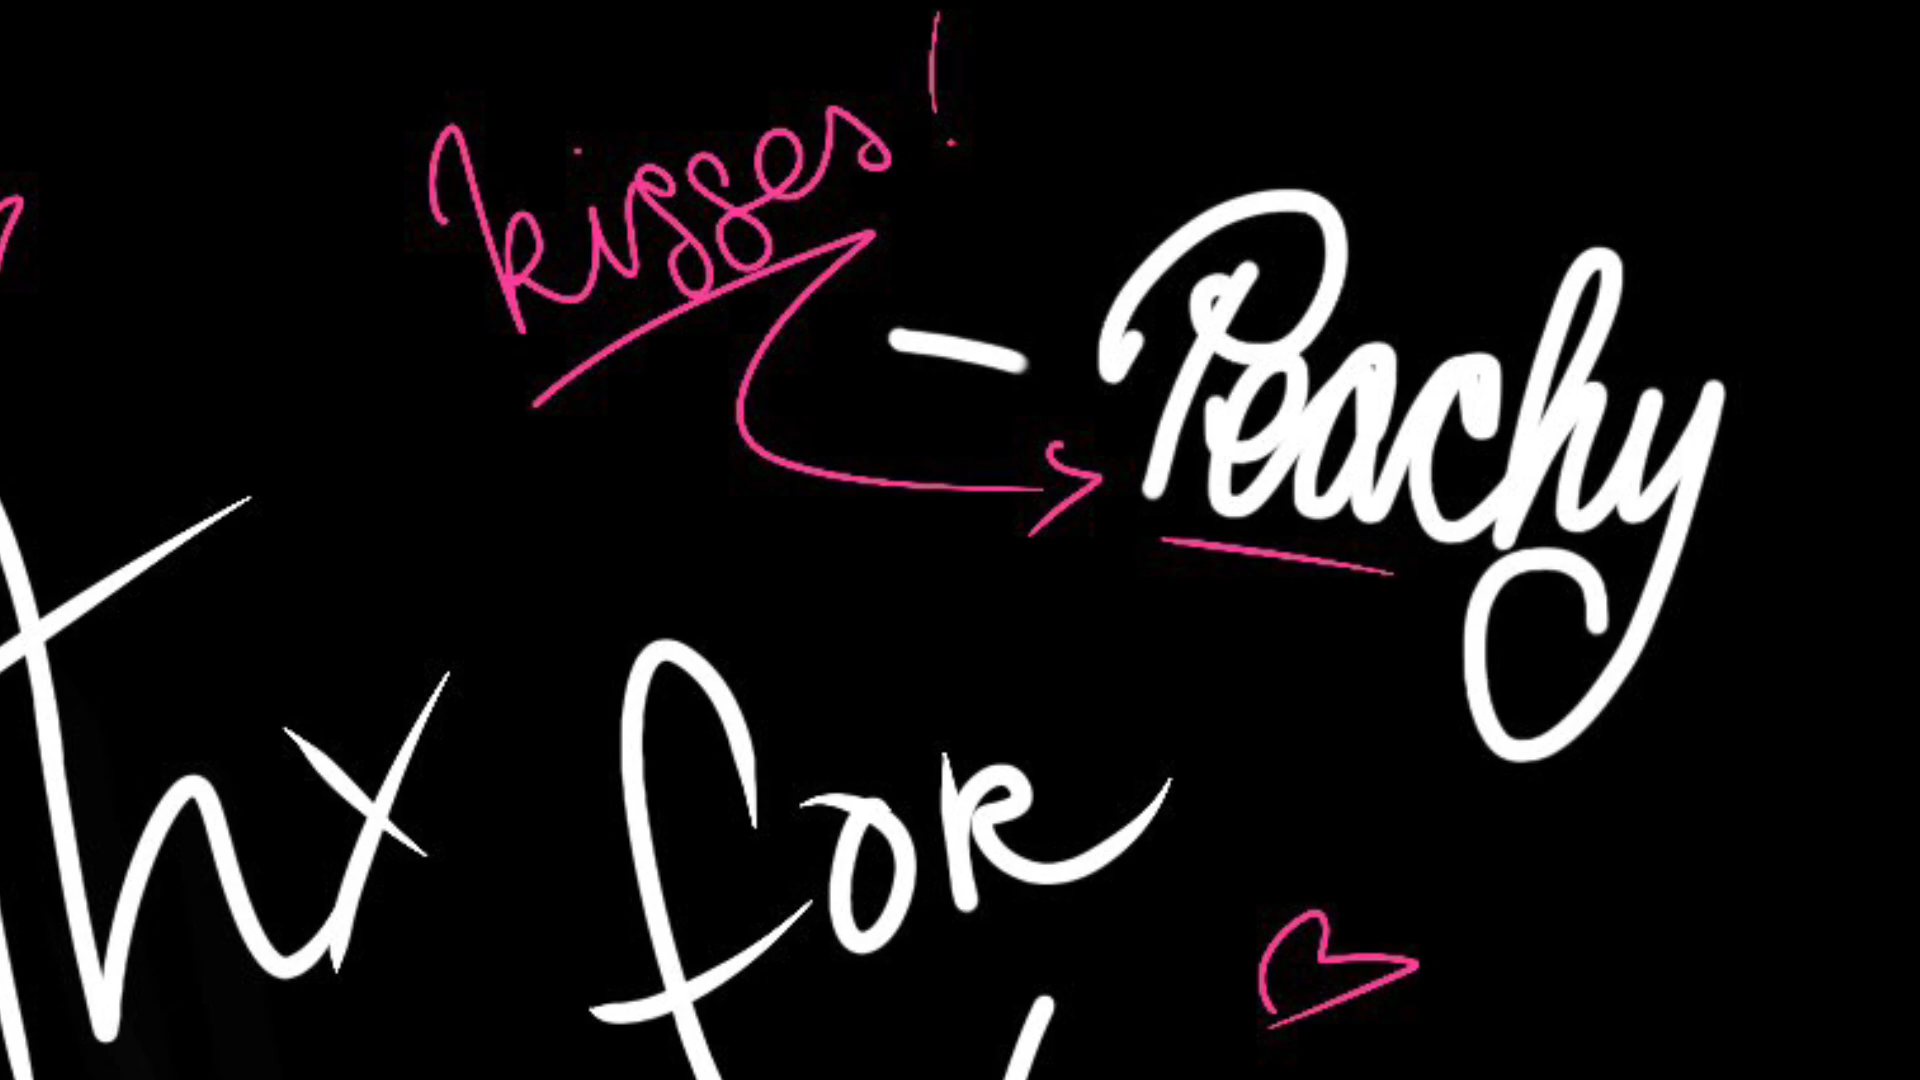 kisses!
- Peachy
Thx for